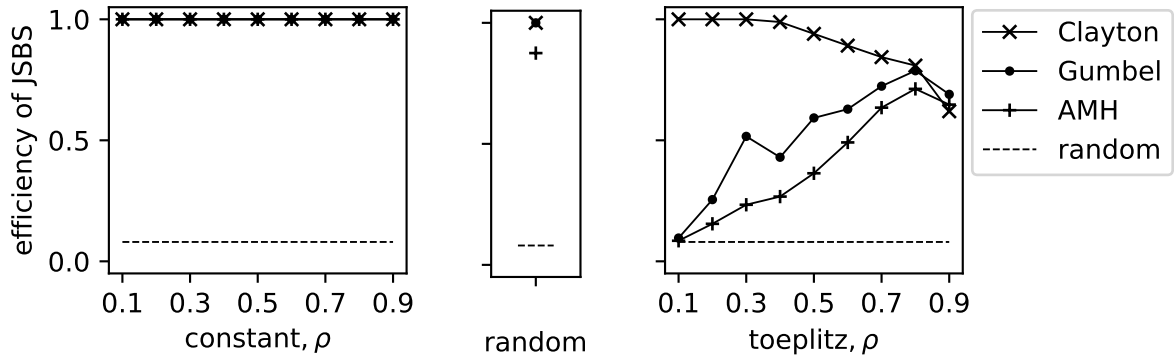 efficiency of JSBS
1.0
0.5
0.0
0.1 0.3 0.5 0.7 0.9
constant, ρ
random
0.1 0.3 0.5 0.7 0.9
toeplitz, ρ
Clayton
Gumbel
AMH
random